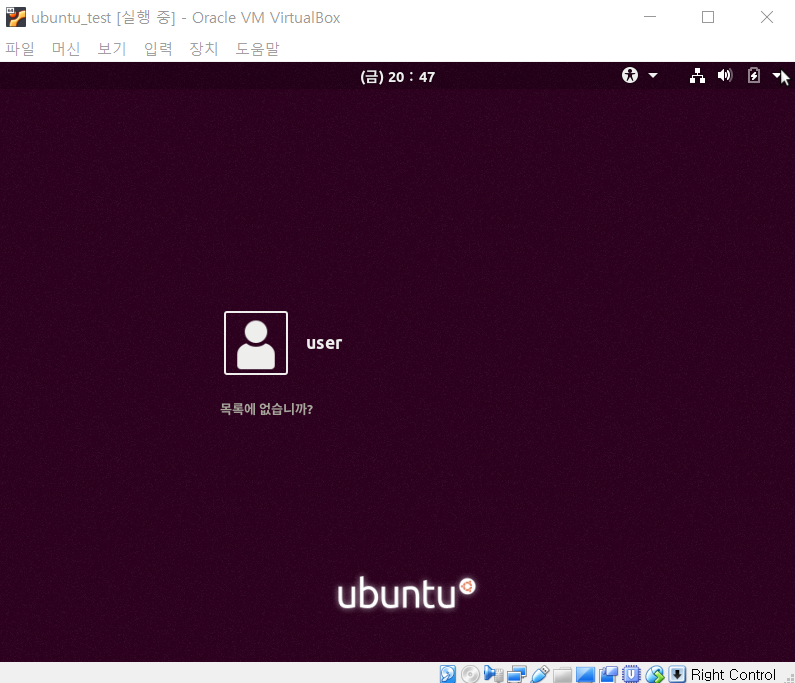 ubuntu_test [실행 중] - Oracle VM VirtualBox
파일 머신 보기 입력 장치 도움말
(금) 20 : 47
user
목록에 없습니까?
ubuntu
Right Control